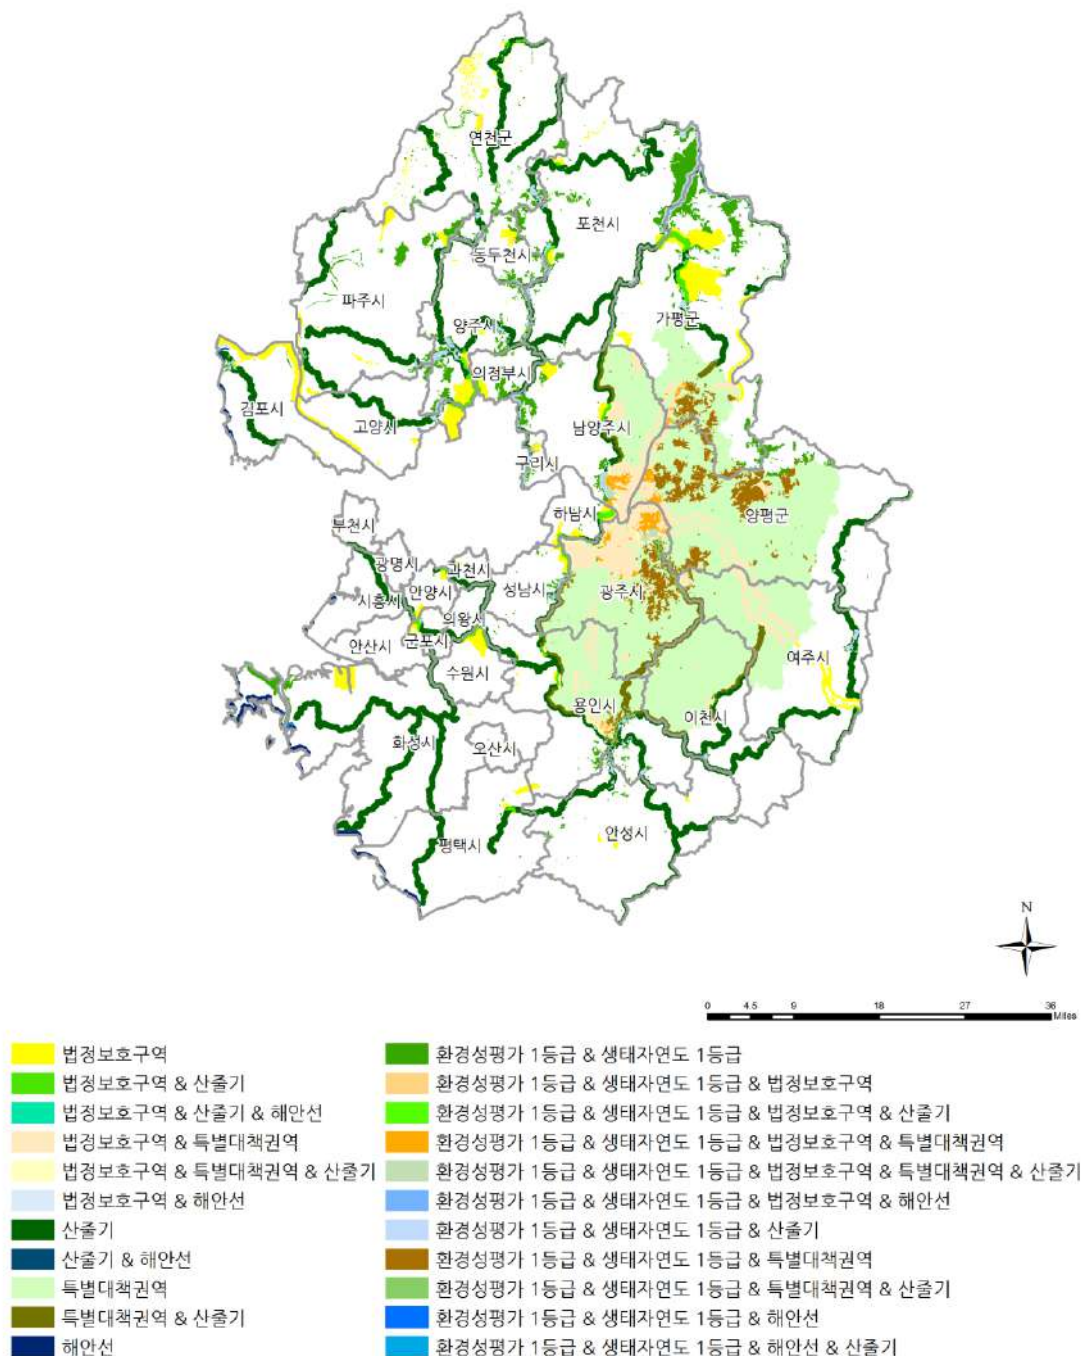 연천군
포천시
동두천시
파주시
양주시
가평군
의정부시
김포시
고양시
남양주시
구리시
하남시
양평군
부천시
광명시
과천시
시흥시
안양시
성남시
광주시
의왕시
안산시
군포시
수원시
여주시
용인시
이천시
화성시
오산시
평택시
안성시
N
0 4.5 9 18 27 36
Miles
법정보호구역
법정보호구역 & 산줄기
법정보호구역 & 산줄기 & 해안선
법정보호구역 & 특별대책권역
법정보호구역 & 특별대책권역 & 산줄기
법정보호구역 & 해안선
산줄기
산줄기 & 해안선
특별대책권역
특별대책권역 & 산줄기
해안선
환경성평가 1등급 & 생태자연도 1등급
환경성평가 1등급 & 생태자연도 1등급 & 법정보호구역
환경성평가 1등급 & 생태자연도 1등급 & 법정보호구역 & 산줄기
환경성평가 1등급 & 생태자연도 1등급 & 법정보호구역 & 특별대책권역
환경성평가 1등급 & 생태자연도 1등급 & 법정보호구역 & 특별대책권역 & 산줄기
환경성평가 1등급 & 생태자연도 1등급 & 법정보호구역 & 해안선
환경성평가 1등급 & 생태자연도 1등급 & 산줄기
환경성평가 1등급 & 생태자연도 1등급 & 특별대책권역
환경성평가 1등급 & 생태자연도 1등급 & 특별대책권역 & 산줄기
환경성평가 1등급 & 생태자연도 1등급 & 해안선
환경성평가 1등급 & 생태자연도 1등급 & 해안선 & 산줄기